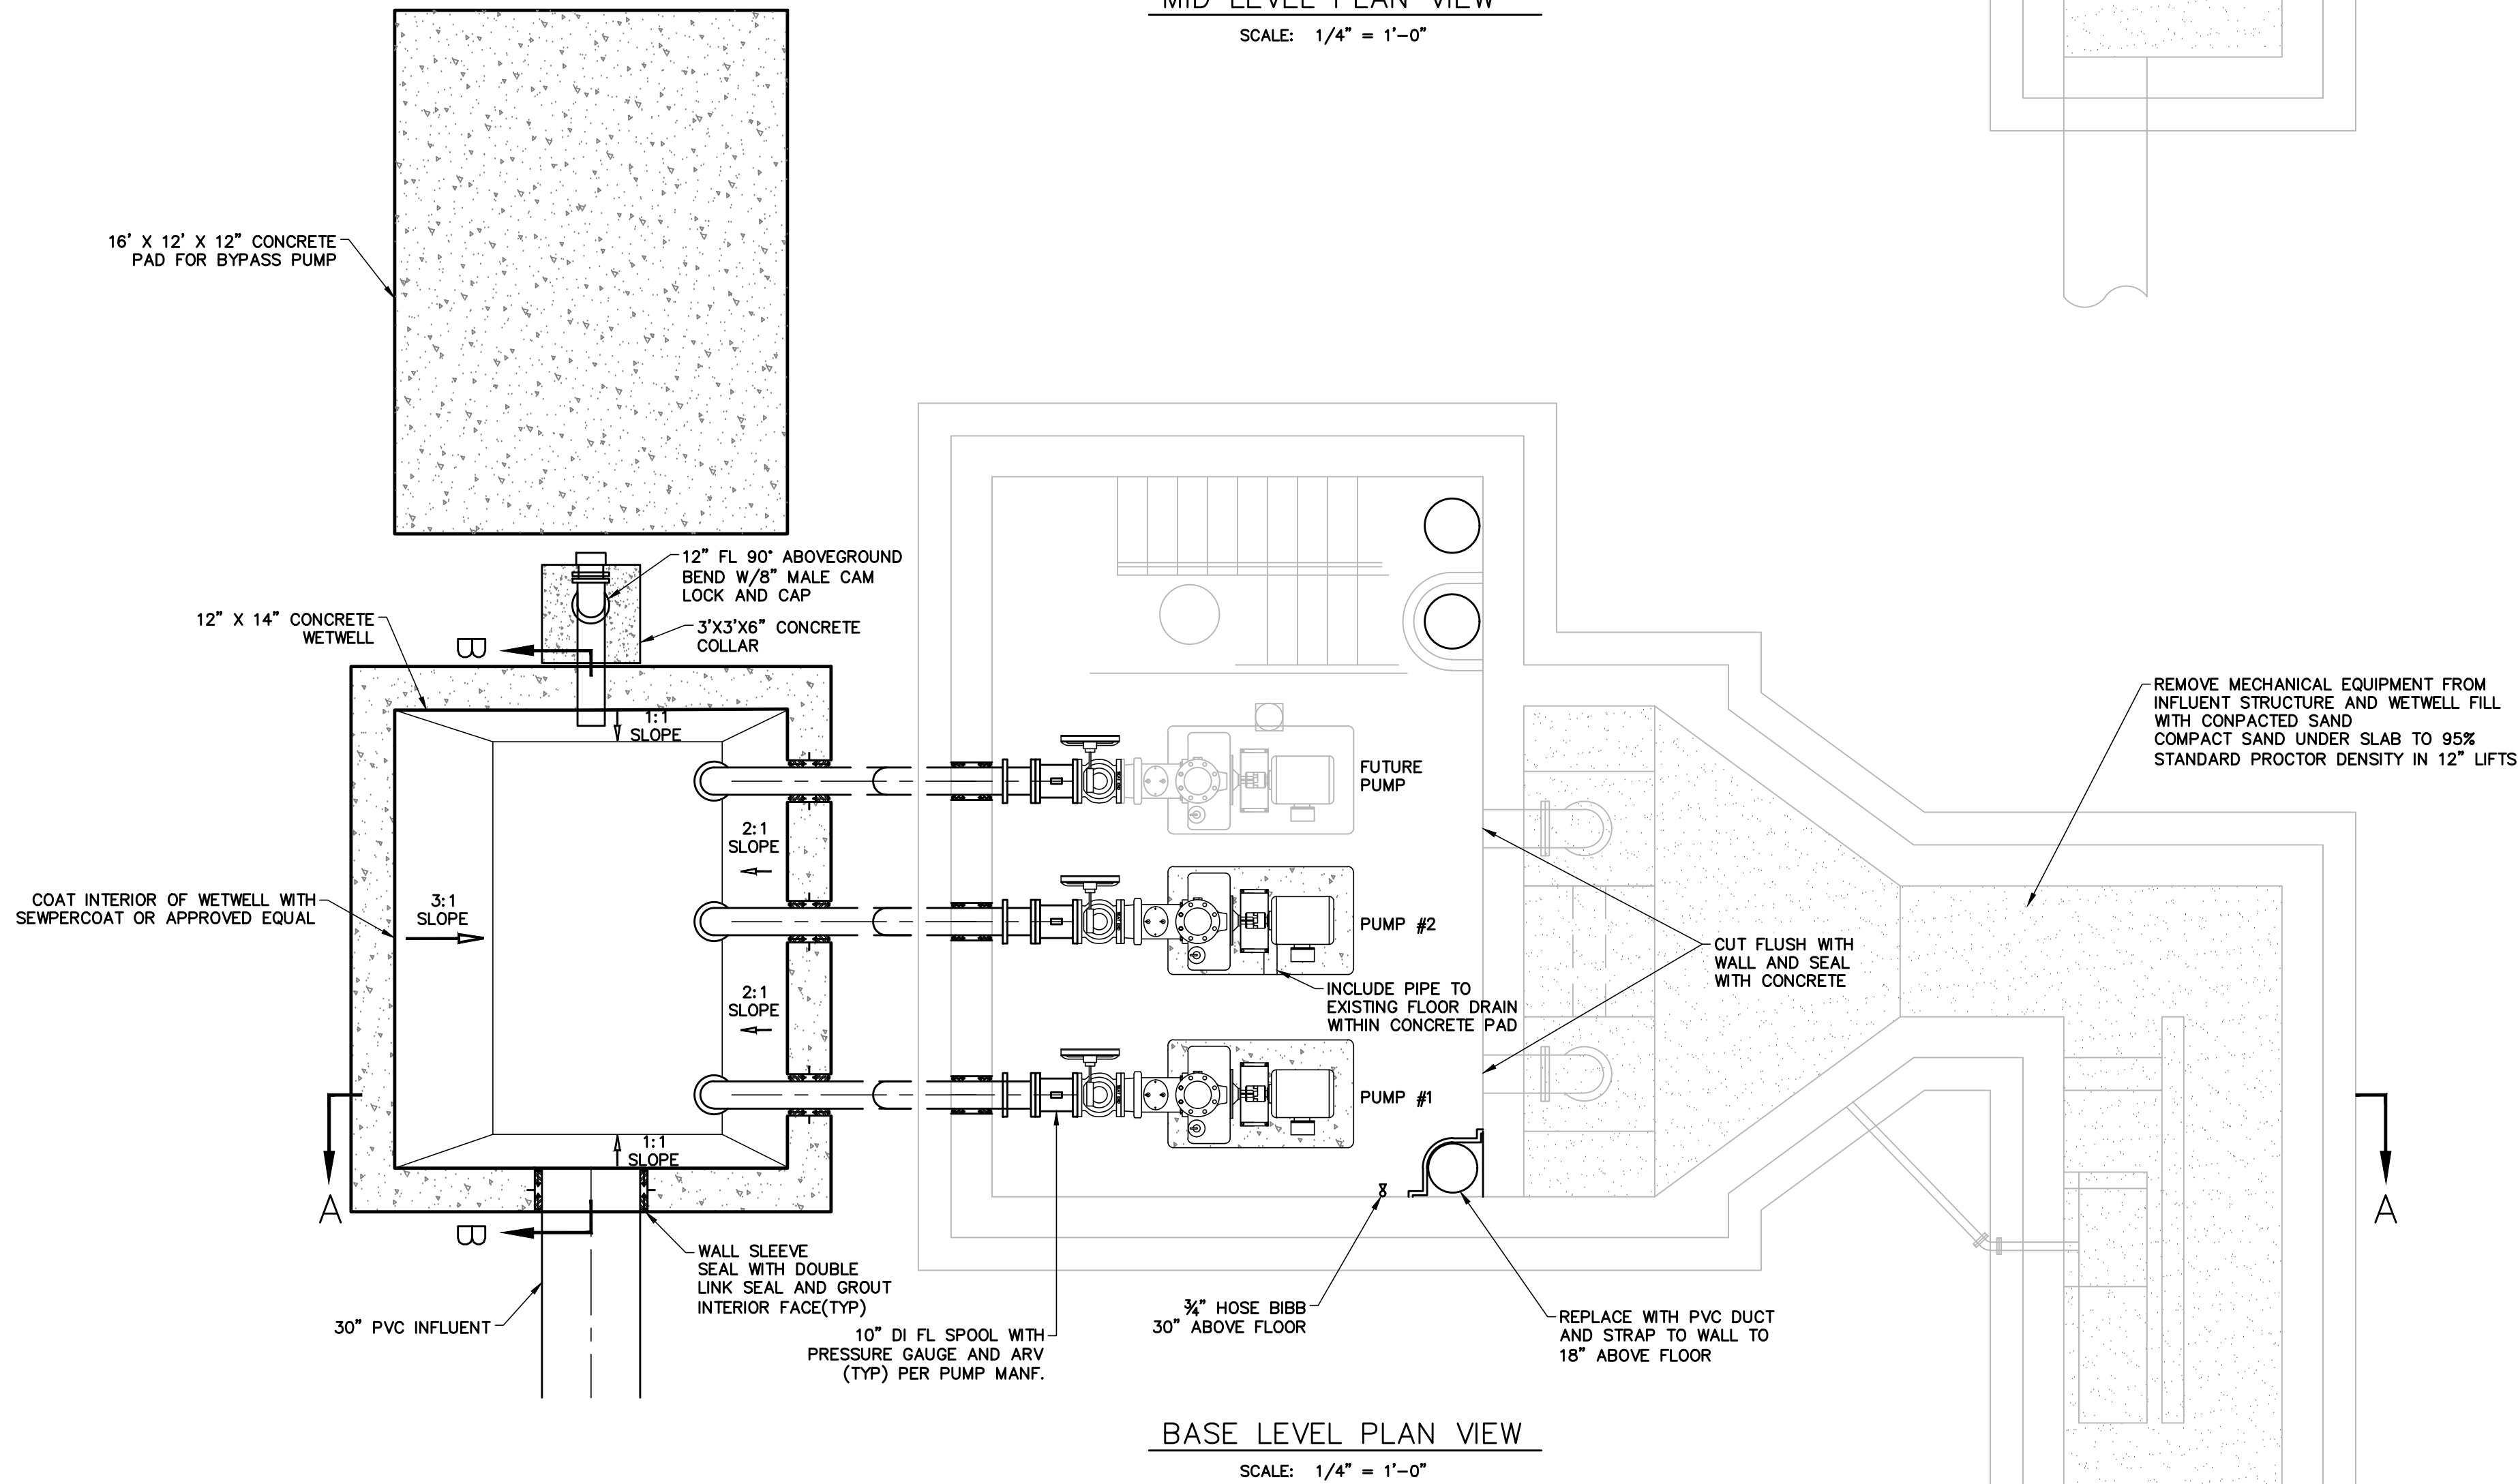 MID LEVEL PLAN VIEW
SCALE: 1/4" = 1'-0"
16' X 12' X 12" CONCRETE
PAD FOR BYPASS PUMP
12" FL 90° ABOVEGROUND
BEND W/8" MALE CAM
LOCK AND CAP
12" X 14" CONCRETE
WETWELL
3'X3'X6" CONCRETE
COLLAR
B
1:1
SLOPE
REMOVE MECHANICAL EQUIPMENT FROM
INFLUENT STRUCTURE AND WETWELL FILL
WITH CONPACTED SAND
COMPACT SAND UNDER SLAB TO 95%
STANDARD PROCTOR DENSITY IN 12" LIFTS
FUTURE
PUMP
2:1
SLOPE
COAT INTERIOR OF WETWELL WITH
SEWPERCOAT OR APPROVED EQUAL
3:1
SLOPE
PUMP #2
CUT FLUSH WITH
WALL AND SEAL
WITH CONCRETE
2:1
SLOPE
INCLUDE PIPE TO
EXISTING FLOOR DRAIN
WITHIN CONCRETE PAD
PUMP #1
1:1
SLOPE
A
A
B
WALL SLEEVE
SEAL WITH DOUBLE
LINK SEAL AND GROUT
INTERIOR FACE(TYP)
30" PVC INFLUENT
10" DI FL SPOOL WITH
PRESSURE GAUGE AND ARV
(TYP) PER PUMP MANF.
¾" HOSE BIBB
30" ABOVE FLOOR
REPLACE WITH PVC DUCT
AND STRAP TO WALL TO
18" ABOVE FLOOR
BASE LEVEL PLAN VIEW
SCALE: 1/4" = 1'-0"